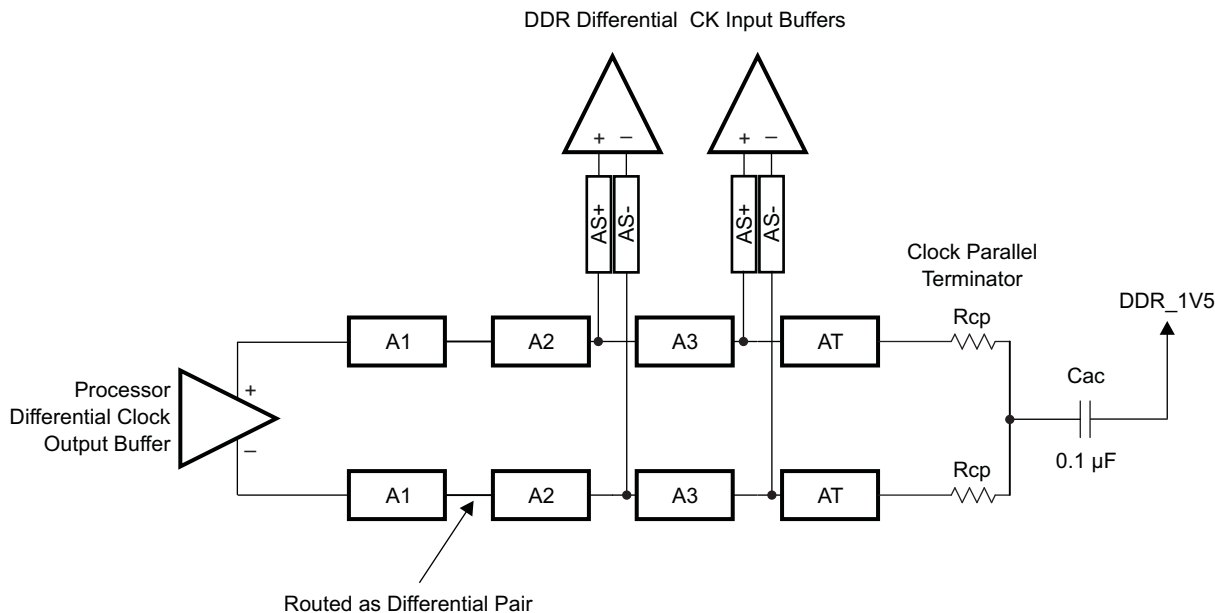 DDR Differential CK Input Buffers
+ −
+ −
AS+
AS-
AS+
AS-
Clock Parallel
Terminator
DDR_1V5
Rcp
A1
A2
A3
AT
Cac
Processor
Differential Clock
Output Buffer
+
−
0.1 µF
Rcp
A1
A2
A3
AT
Routed as Differential Pair